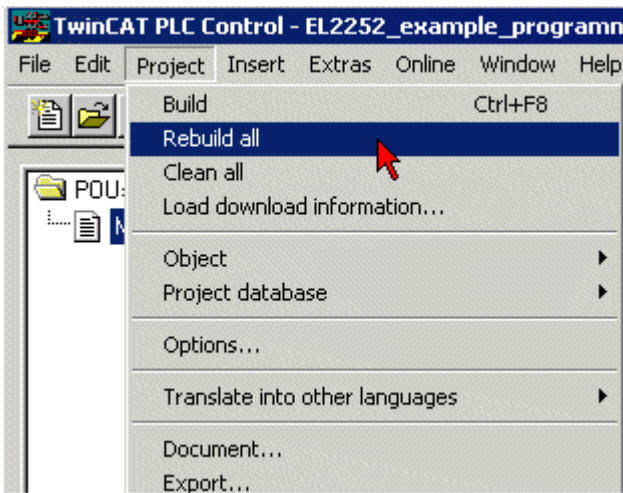 TwinCAT PLC Control - EL2252_example_programm
File Edit Project Insert Extras Online Window Help
Build Ctrl+F8
Rebuild all
Clean all
Load download information...
POUs
Object
Project database
Options...
Translate into other languages
Document...
Export...